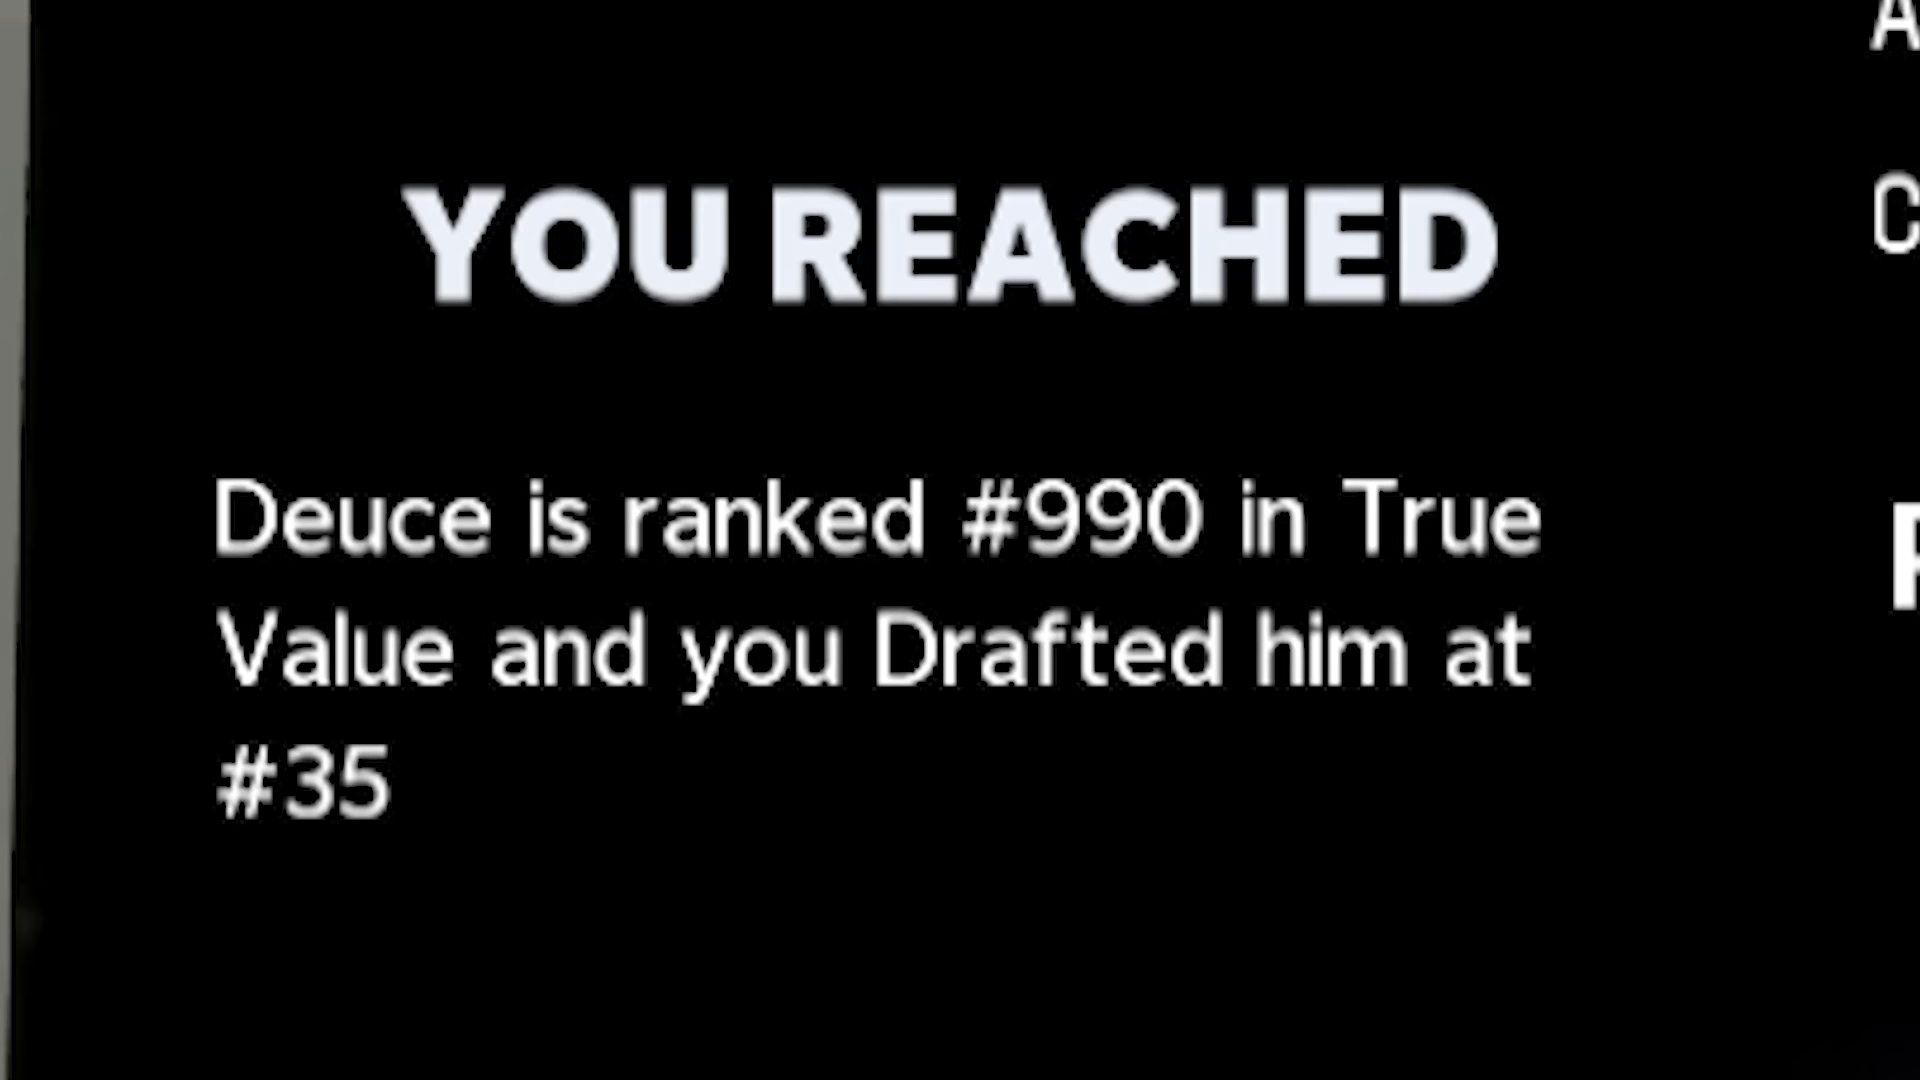 YOU REACHED
Deuce is ranked #990 in True
Value and you Drafted him at
#35